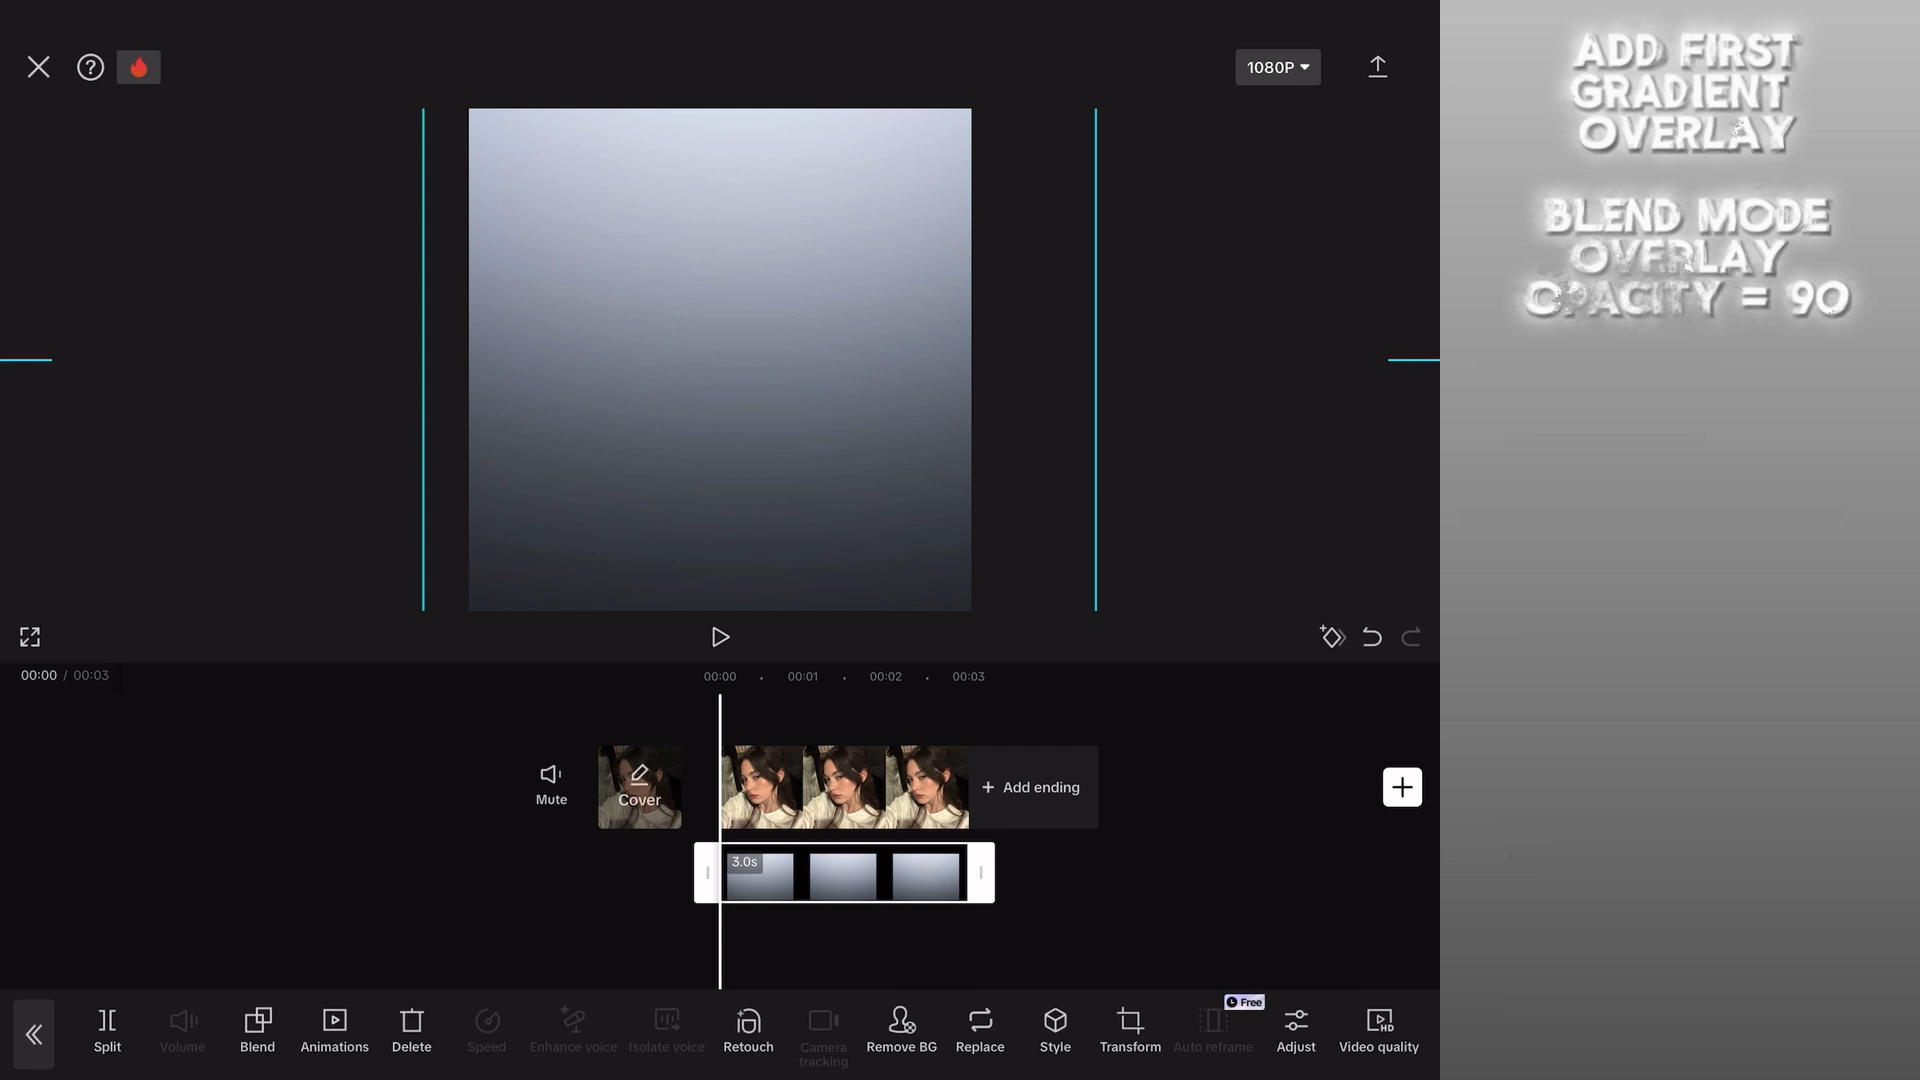 1080P
ADD FIRST
GRADIENT
OVERLAY
BLEND MODE
OVERLAY
OPACITY = 90
00:00 / 00:03
00:00
00:01
00:02
00:03
Mute
Cover
+ Add ending
3.0s
Free
Split
Volume
Blend
Animations
Delete
Speed
Enhance voice
Isolate voice
Retouch
Camera
tracking
Remove BG
Replace
Style
Transform
Auto reframe
Adjust
HD
Video quality